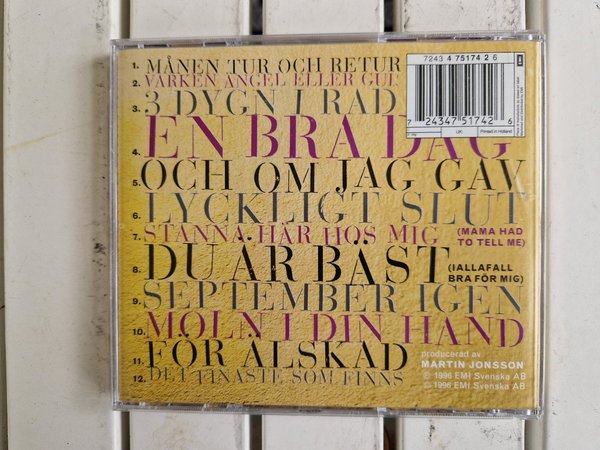 7243 4 75174 2 6
1. MÅNEN TUR OCH RETUR
2. VARKEN ÄNGEL ELLER GUD
3. 3 DYGN I RAD
4. EN BRA DAG
5. OCH OM JAG GAV
6. LYCKLIGT SLUT
7. STANNA HÄR HOS MIG (MAMA HAD TO TELL ME)
8. DU ÄR BÄST (IALLAFALL BRA FÖR MIG)
9. SEPTEMBER IGEN
10. MOLN I DIN HAND
11. FÖR ÄLSKAD
12. DET FINASTE SOM FINNS
7 24347 51742 6
UK: Printed in Holland
EMI
producerad av
MARTIN JONSSON
℗ 1996 EMI Svenska AB
© 1996 EMI Svenska AB